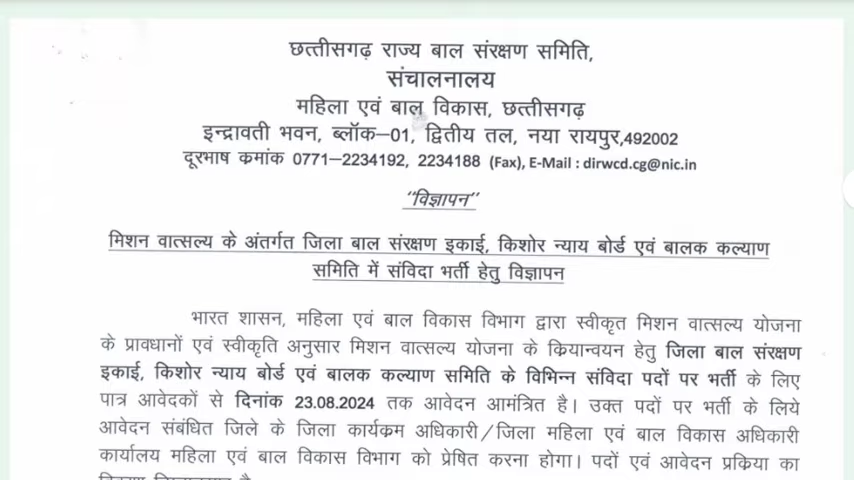 छत्तीसगढ़ राज्य बाल संरक्षण समिति,
संचालनालय
महिला एवं बाल विकास, छत्तीसगढ़
इन्द्रावती भवन, ब्लॉक–01, द्वितीय तल, नया रायपुर,492002
दूरभाष कमांक 0771–2234192, 2234188 (Fax), E-Mail : dirwcd.cg@nic.in
“विज्ञापन”
मिशन वात्सल्य के अंतर्गत जिला बाल संरक्षण इकाई, किशोर न्याय बोर्ड एवं बालक कल्याण
समिति में संविदा भर्ती हेतु विज्ञापन
भारत शासन, महिला एवं बाल विकास विभाग द्वारा स्वीकृत मिशन वात्सल्य योजना
के प्रावधानों एवं स्वीकृति अनुसार मिशन वात्सल्य योजना के कियान्वयन हेतु जिला बाल संरक्षण
इकाई, किशोर न्याय बोर्ड एवं बालक कल्याण समिति के विभिन्न संविदा पदों पर भर्ती के लिए
पात्र आवेदकों से दिनांक 23.08.2024 तक आवेदन आमंत्रित है। उक्त पदों पर भर्ती के लिये
आवेदन संबंधित जिले के जिला कार्यकम अधिकारी/जिला महिला एवं बाल विकास अधिकारी
कार्यालय महिला एवं बाल विकास विभाग को प्रेषित करना होगा। पदों एवं आवेदन प्रकिया का